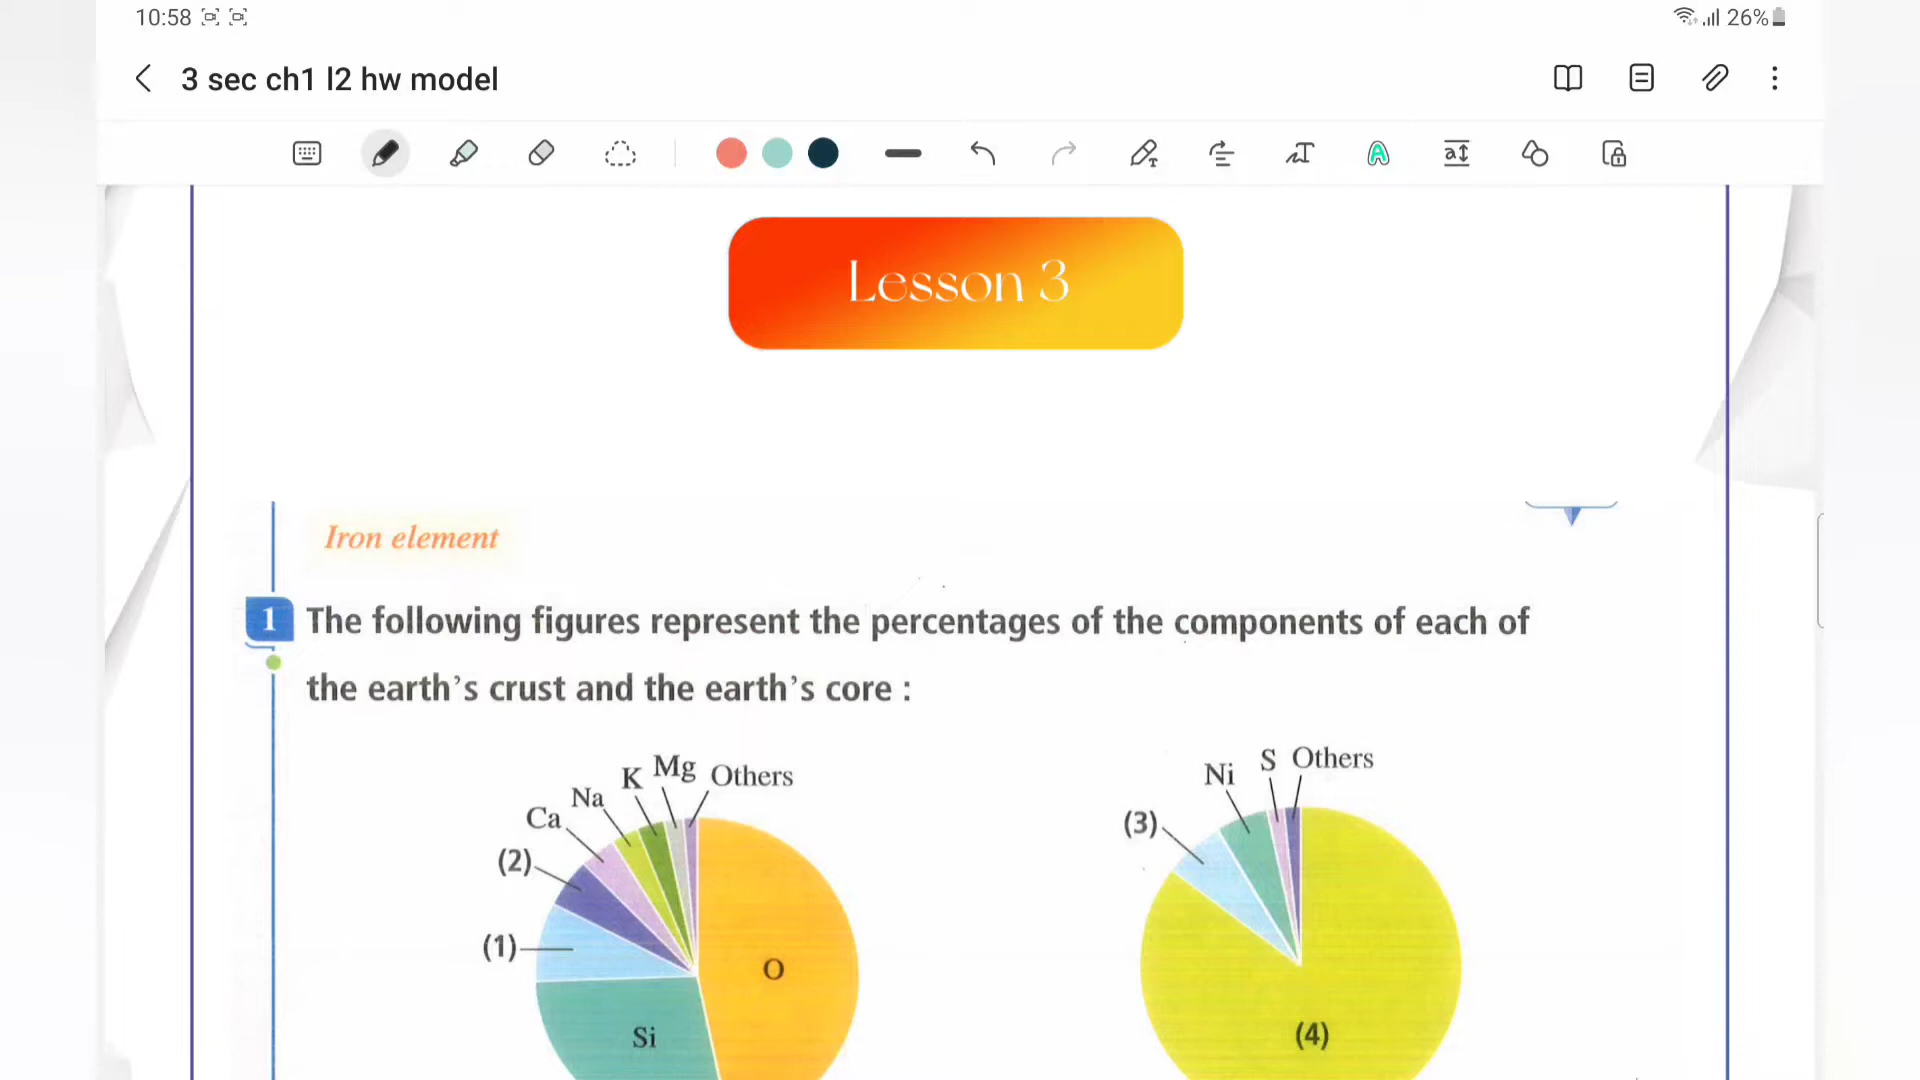 10:58
26%
3 sec ch1 l2 hw model
Lesson 3
Iron element
1 The following figures represent the percentages of the components of each of
the earth's crust and the earth's core :
Ca Na K Mg Others
(2)
(1)
O
Si
(3) Ni S Others
(4)